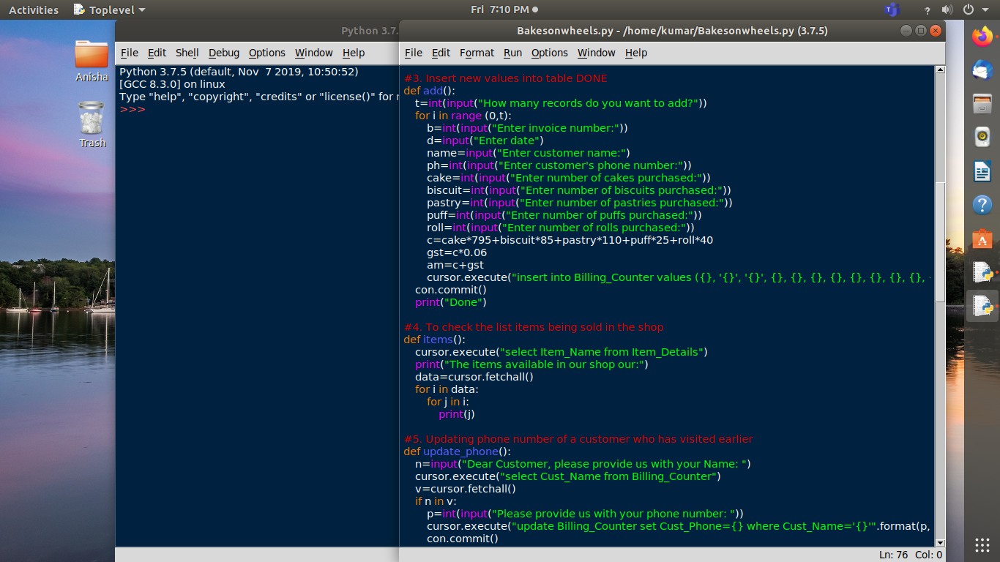 Activities Toplevel Fri 7:10 PM
Anisha
Trash
Python 3.7.
File Edit Shell Debug Options Window Help
Python 3.7.5 (default, Nov 7 2019, 10:50:52)
[GCC 8.3.0] on linux
Type "help", "copyright", "credits" or "license()" for
>>>
Bakesonwheels.py - /home/kumar/Bakesonwheels.py (3.7.5)
File Edit Format Run Options Window Help
#3. Insert new values into table DONE
def add():
    t=int(input("How many records do you want to add?"))
    for i in range (0,t):
        b=int(input("Enter invoice number:"))
        d=input("Enter date")
        name=input("Enter customer name:")
        ph=int(input("Enter customer's phone number:"))
        cake=int(input("Enter number of cakes purchased:"))
        biscuit=int(input("Enter number of biscuits purchased:"))
        pastry=int(input("Enter number of pastries purchased:"))
        puff=int(input("Enter number of puffs purchased:"))
        roll=int(input("Enter number of rolls purchased:"))
        c=cake*795+biscuit*85+pastry*110+puff*25+roll*40
        gst=c*0.06
        am=c+gst
        cursor.execute("insert into Billing_Counter values ({}, '{}', '{}', {}, {}, {}, {}, {}, {}, {}, {},
    con.commit()
    print("Done")
#4. To check the list items being sold in the shop
def items():
    cursor.execute("select Item_Name from Item_Details")
    print("The items available in our shop our:")
    data=cursor.fetchall()
    for i in data:
        for j in i:
            print(j)
#5. Updating phone number of a customer who has visited earlier
def update_phone():
    n=input("Dear Customer, please provide us with your Name: ")
    cursor.execute("select Cust_Name from Billing_Counter")
    v=cursor.fetchall()
    if n in v:
        p=int(input("Please provide us with your phone number: "))
        cursor.execute("update Billing_Counter set Cust_Phone={} where Cust_Name='{}'".format(p,
        con.commit()
Ln: 76 Col: 0